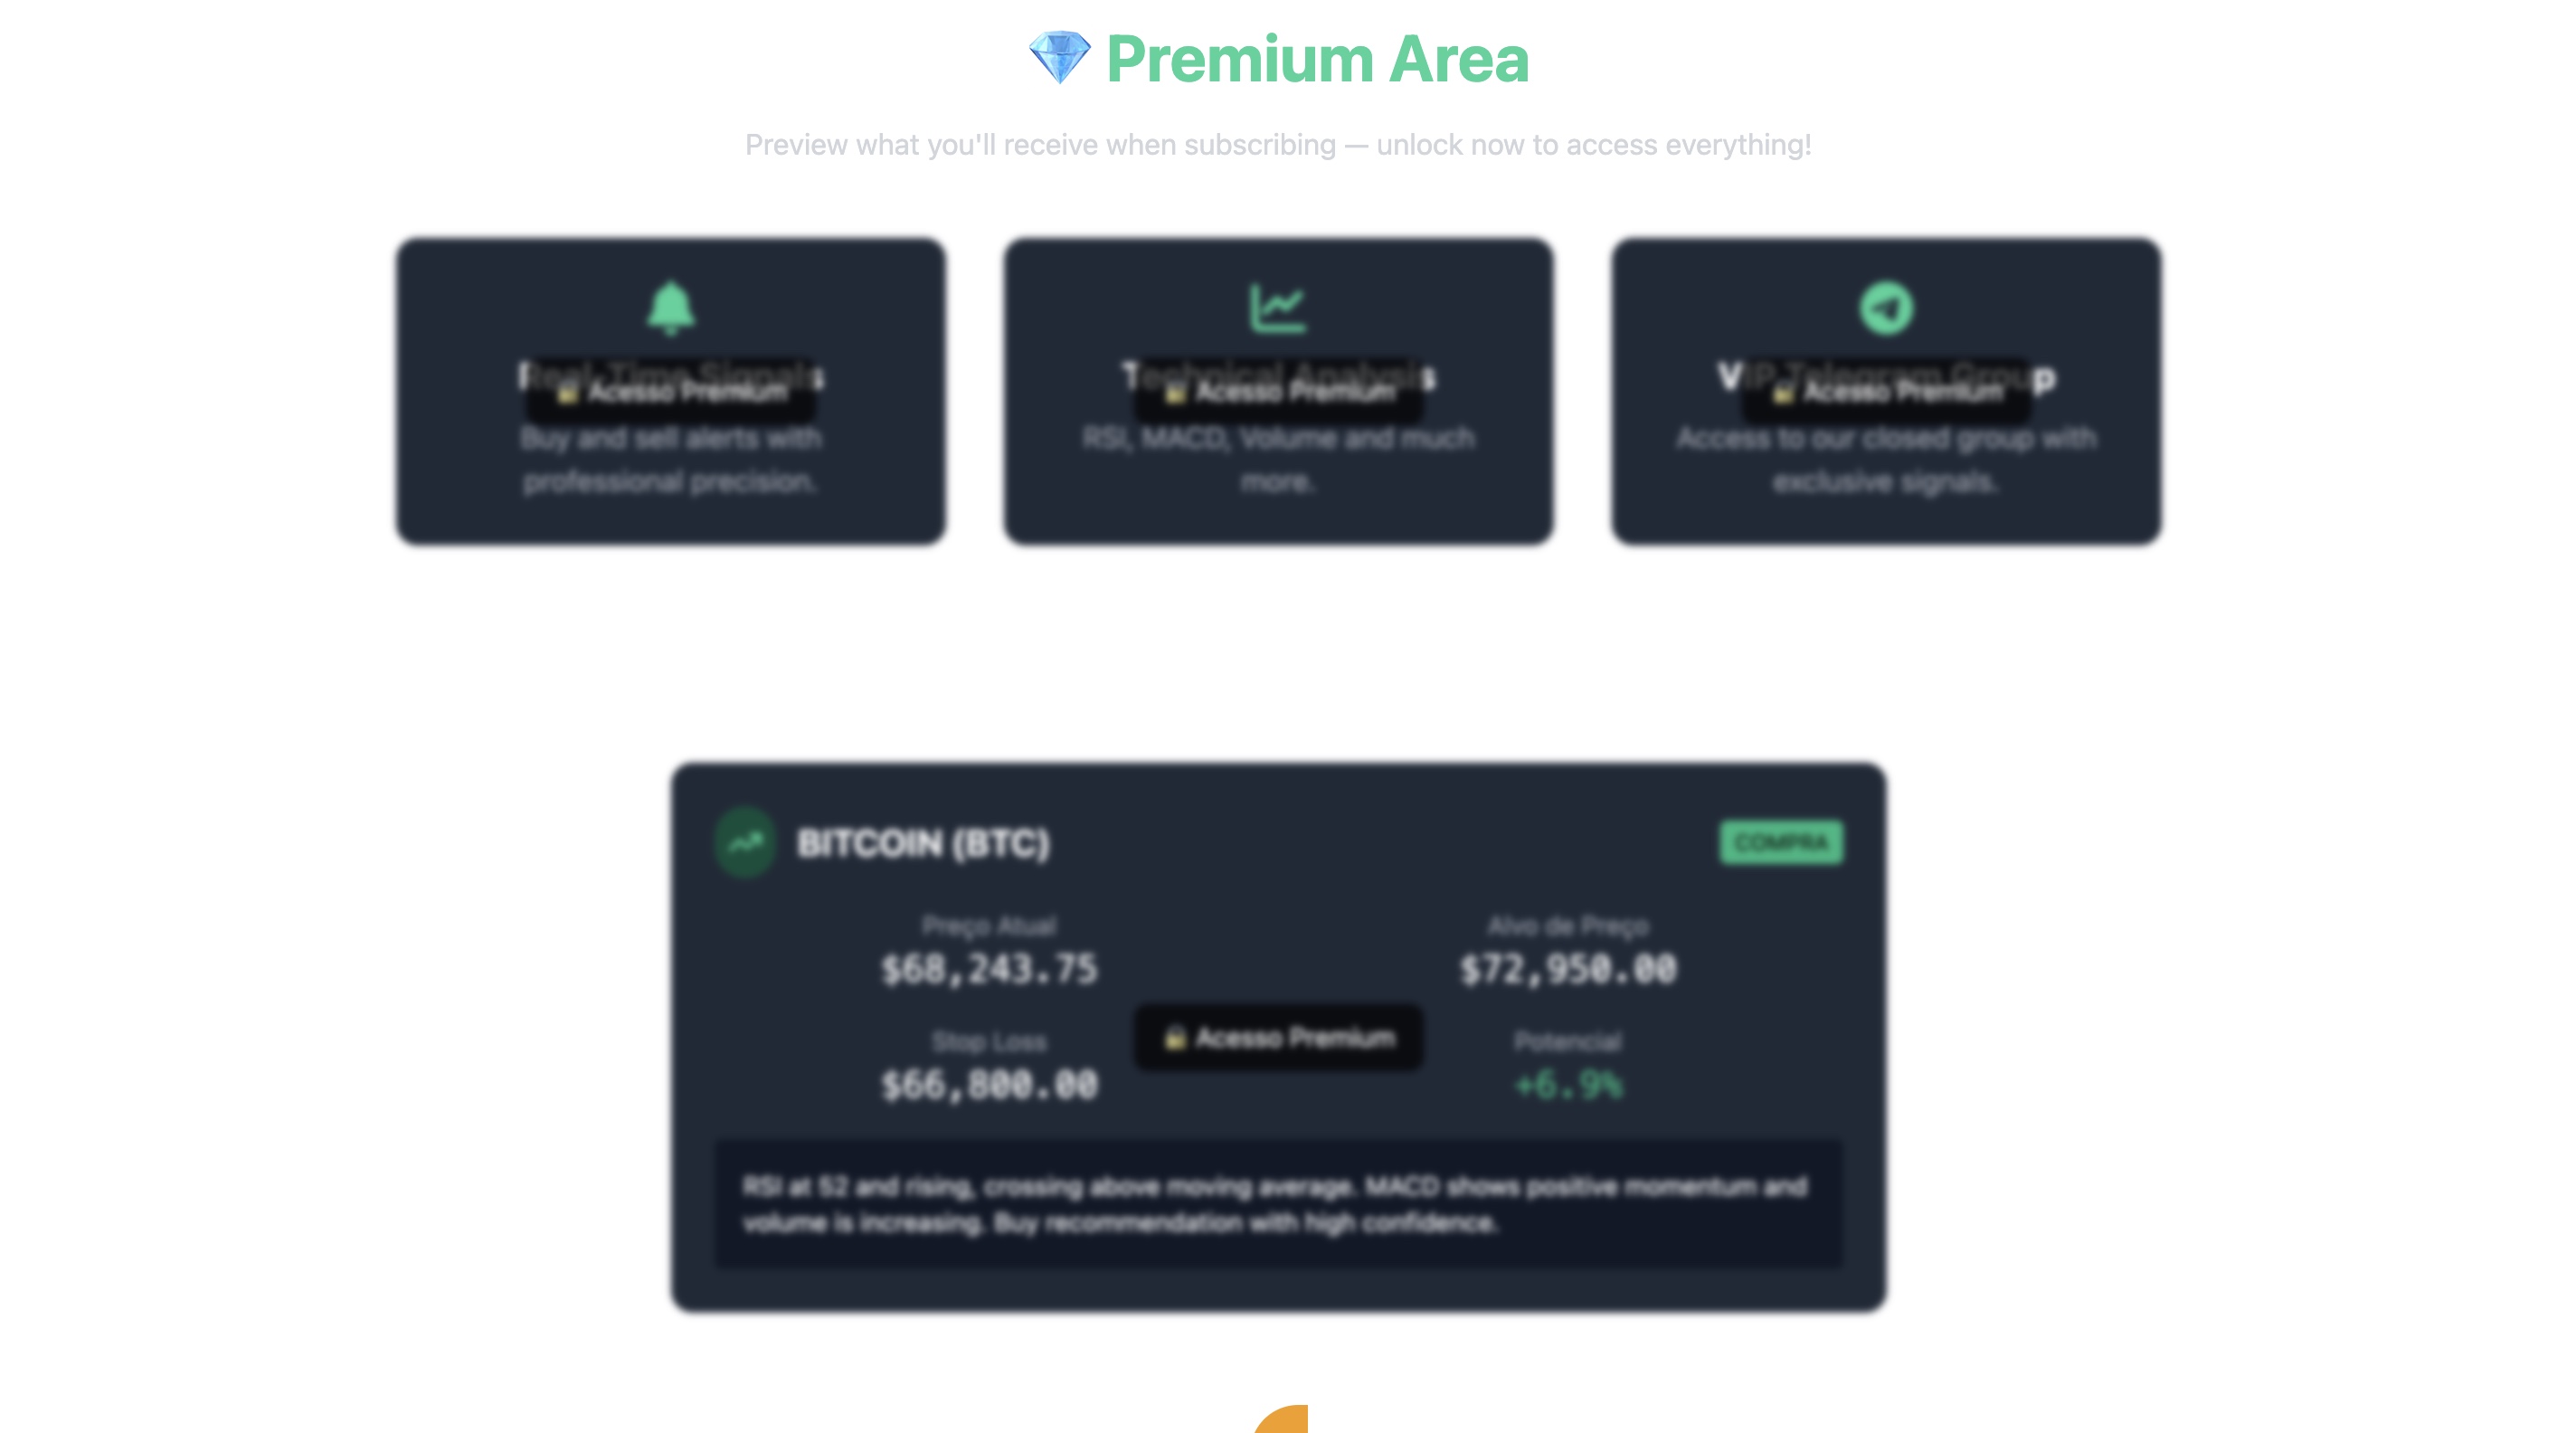 💎 Premium Area
Preview what you'll receive when subscribing — unlock now to access everything!
Real-Time Signals
🔒 Acesso Premium
Buy and sell alerts with
professional precision.
Technical Analysis
🔒 Acesso Premium
RSI, MACD, Volume and much
more.
VIP Telegram Group
🔒 Acesso Premium
Access to our closed group with
exclusive signals.
BITCOIN (BTC)
COMPRA
Preço Atual
$68,243.75
Alvo de Preço
$72,950.00
Stop Loss
$66,800.00
🔒 Acesso Premium
Potencial
+6.9%
RSI at 52 and rising, crossing above moving average. MACD shows positive momentum and
volume is increasing. Buy recommendation with high confidence.